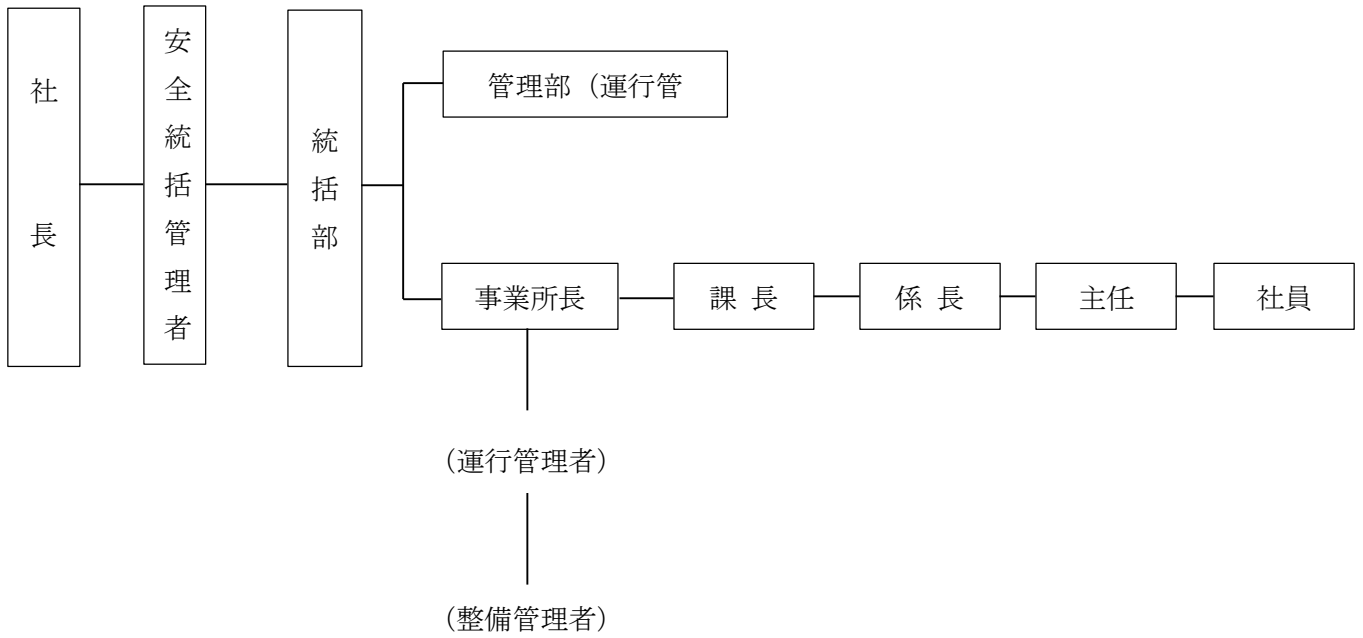 社長
安全統括管理者
統括部
管理部（運行管
事業所長
課 長
係 長
主任
社員
（運行管理者）
（整備管理者）